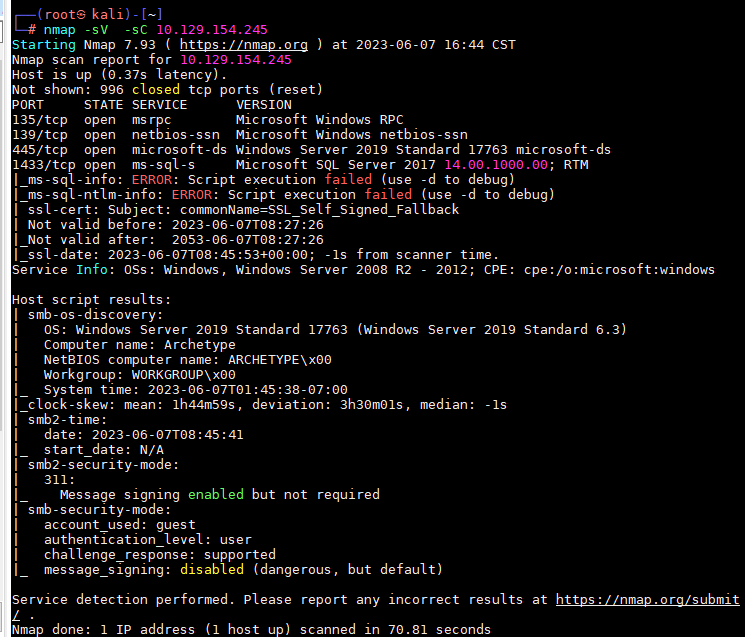 ┌──(root㉿ kali)-[~]
└─# nmap -sV  -sC 10.129.154.245
Starting Nmap 7.93 ( https://nmap.org ) at 2023-06-07 16:44 CST
Nmap scan report for 10.129.154.245
Host is up (0.37s latency).
Not shown: 996 closed tcp ports (reset)
PORT     STATE SERVICE      VERSION
135/tcp  open  msrpc        Microsoft Windows RPC
139/tcp  open  netbios-ssn  Microsoft Windows netbios-ssn
445/tcp  open  microsoft-ds Windows Server 2019 Standard 17763 microsoft-ds
1433/tcp open  ms-sql-s     Microsoft SQL Server 2017 14.00.1000.00; RTM
|_ms-sql-info: ERROR: Script execution failed (use -d to debug)
|_ms-sql-ntlm-info: ERROR: Script execution failed (use -d to debug)
| ssl-cert: Subject: commonName=SSL_Self_Signed_Fallback
| Not valid before: 2023-06-07T08:27:26
|_Not valid after:  2053-06-07T08:27:26
|_ssl-date: 2023-06-07T08:45:53+00:00; -1s from scanner time.
Service Info: OSs: Windows, Windows Server 2008 R2 - 2012; CPE: cpe:/o:microsoft:windows

Host script results:
| smb-os-discovery:
|   OS: Windows Server 2019 Standard 17763 (Windows Server 2019 Standard 6.3)
|   Computer name: Archetype
|   NetBIOS computer name: ARCHETYPE\x00
|   Workgroup: WORKGROUP\x00
|_  System time: 2023-06-07T01:45:38-07:00
|_clock-skew: mean: 1h44m59s, deviation: 3h30m01s, median: -1s
| smb2-time:
|   date: 2023-06-07T08:45:41
|_  start_date: N/A
| smb2-security-mode:
|   311:
|_    Message signing enabled but not required
| smb-security-mode:
|   account_used: guest
|   authentication_level: user
|   challenge_response: supported
|_  message_signing: disabled (dangerous, but default)

Service detection performed. Please report any incorrect results at https://nmap.org/submit
/ .
Nmap done: 1 IP address (1 host up) scanned in 70.81 seconds